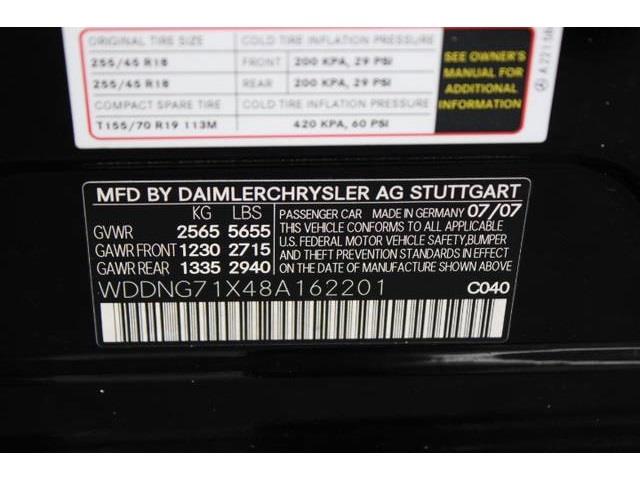 ORIGINAL TIRE SIZE COLD TIRE INFLATION PRESSURE
255/45 R18 FRONT 200 KPA, 29 PSI
255/45 R18 REAR 200 KPA, 29 PSI
COMPACT SPARE TIRE COLD TIRE INFLATION PRESSURE
T155/70 R19 113M 420 KPA, 60 PSI
SEE OWNER'S
MANUAL FOR
ADDITIONAL
INFORMATION
MFD BY DAIMLERCHRYSLER AG STUTTGART
KG LBS
GVWR 2565 5655
GAWR FRONT 1230 2715
GAWR REAR 1335 2940
PASSENGER CAR MADE IN GERMANY 07/07
THIS VEHICLE CONFORMS TO ALL APPLICABLE
U.S. FEDERAL MOTOR VEHICLE SAFETY, BUMPER
AND THEFT PREVENTION STANDARDS IN EFFECT
ON THE DATE OF MANUFACTURE SHOWN ABOVE.
WDDNG71X48A162201 C040